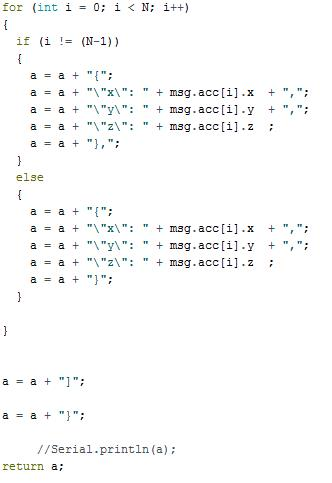 for (int i = 0; i < N; i++)
{
  if (i != (N-1))
  {
    a = a + "{";
    a = a + "\"x\": " + msg.acc[i].x  + ",";
    a = a + "\"y\": " + msg.acc[i].y  + ",";
    a = a + "\"z\": " + msg.acc[i].z  ;
    a = a + "},";
  }
  else
  {
    a = a + "{";
    a = a + "\"x\": " + msg.acc[i].x  + ",";
    a = a + "\"y\": " + msg.acc[i].y  + ",";
    a = a + "\"z\": " + msg.acc[i].z  ;
    a = a + "}";
  }
}
a = a + "]";
a = a + "}";
     //Serial.println(a);
return a;